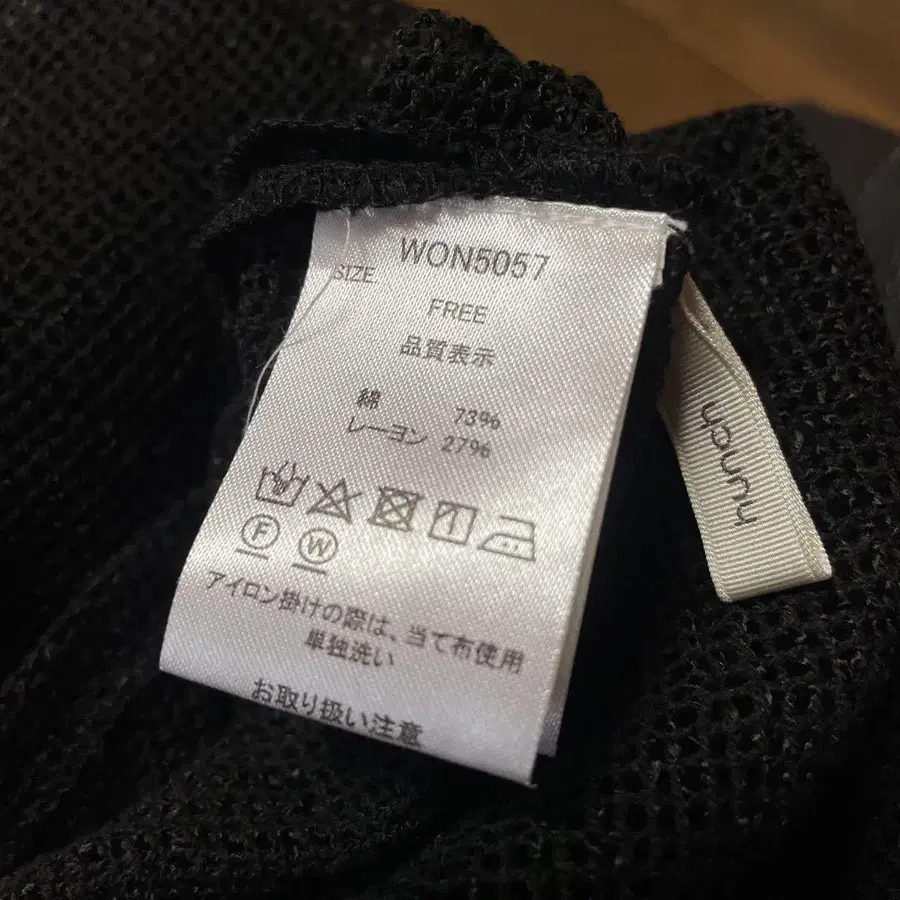 WON5057
SIZE
FREE
品質表示
綿 73%
レーヨン 27%
F W
アイロン掛けの際は、当て布使用
単独洗い
お取り扱い注意